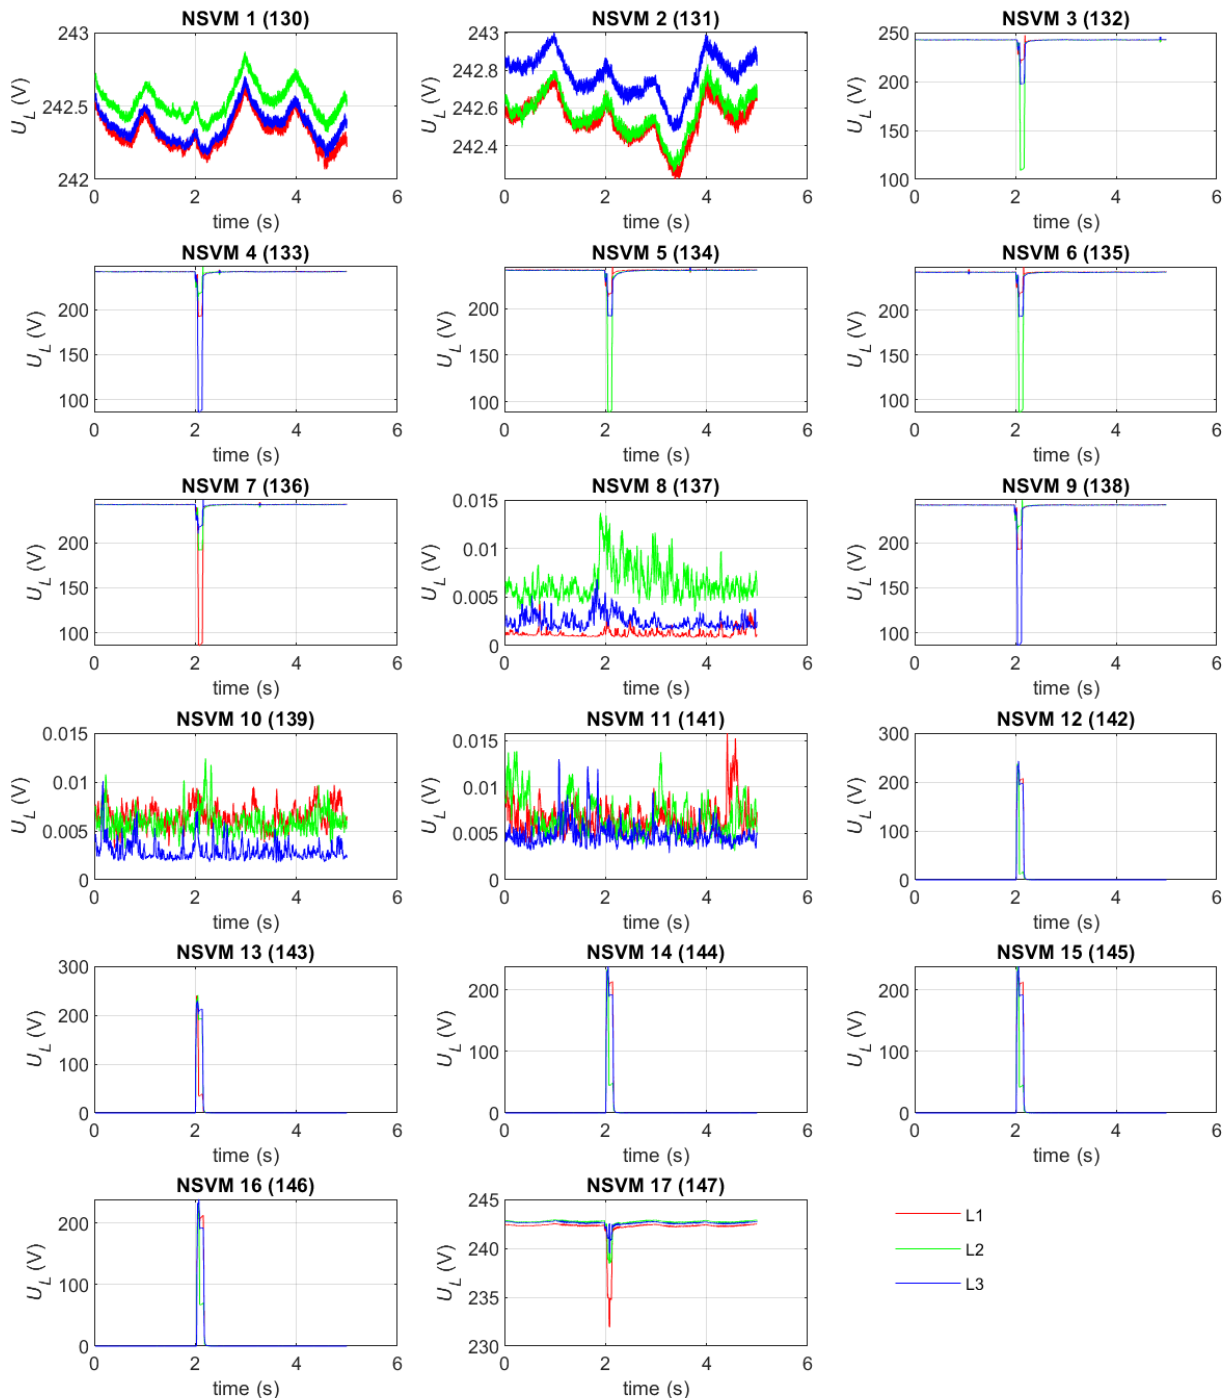 NSVM 1 (130)
243
242.5
242
U_L (V)
0 2 4 6
time (s)
NSVM 2 (131)
243
242.8
242.6
242.4
U_L (V)
0 2 4 6
time (s)
NSVM 3 (132)
250
200
150
100
U_L (V)
0 2 4 6
time (s)
NSVM 4 (133)
200
150
100
U_L (V)
0 2 4 6
time (s)
NSVM 5 (134)
200
150
100
U_L (V)
0 2 4 6
time (s)
NSVM 6 (135)
200
150
100
U_L (V)
0 2 4 6
time (s)
NSVM 7 (136)
200
150
100
U_L (V)
0 2 4 6
time (s)
NSVM 8 (137)
0.015
0.01
0.005
0
U_L (V)
0 2 4 6
time (s)
NSVM 9 (138)
200
150
100
U_L (V)
0 2 4 6
time (s)
NSVM 10 (139)
0.015
0.01
0.005
0
U_L (V)
0 2 4 6
time (s)
NSVM 11 (141)
0.015
0.01
0.005
0
U_L (V)
0 2 4 6
time (s)
NSVM 12 (142)
300
200
100
0
U_L (V)
0 2 4 6
time (s)
NSVM 13 (143)
300
200
100
0
U_L (V)
0 2 4 6
time (s)
NSVM 14 (144)
200
100
0
U_L (V)
0 2 4 6
time (s)
NSVM 15 (145)
200
100
0
U_L (V)
0 2 4 6
time (s)
NSVM 16 (146)
200
100
0
U_L (V)
0 2 4 6
time (s)
NSVM 17 (147)
245
240
235
230
U_L (V)
0 2 4 6
time (s)
L1
L2
L3